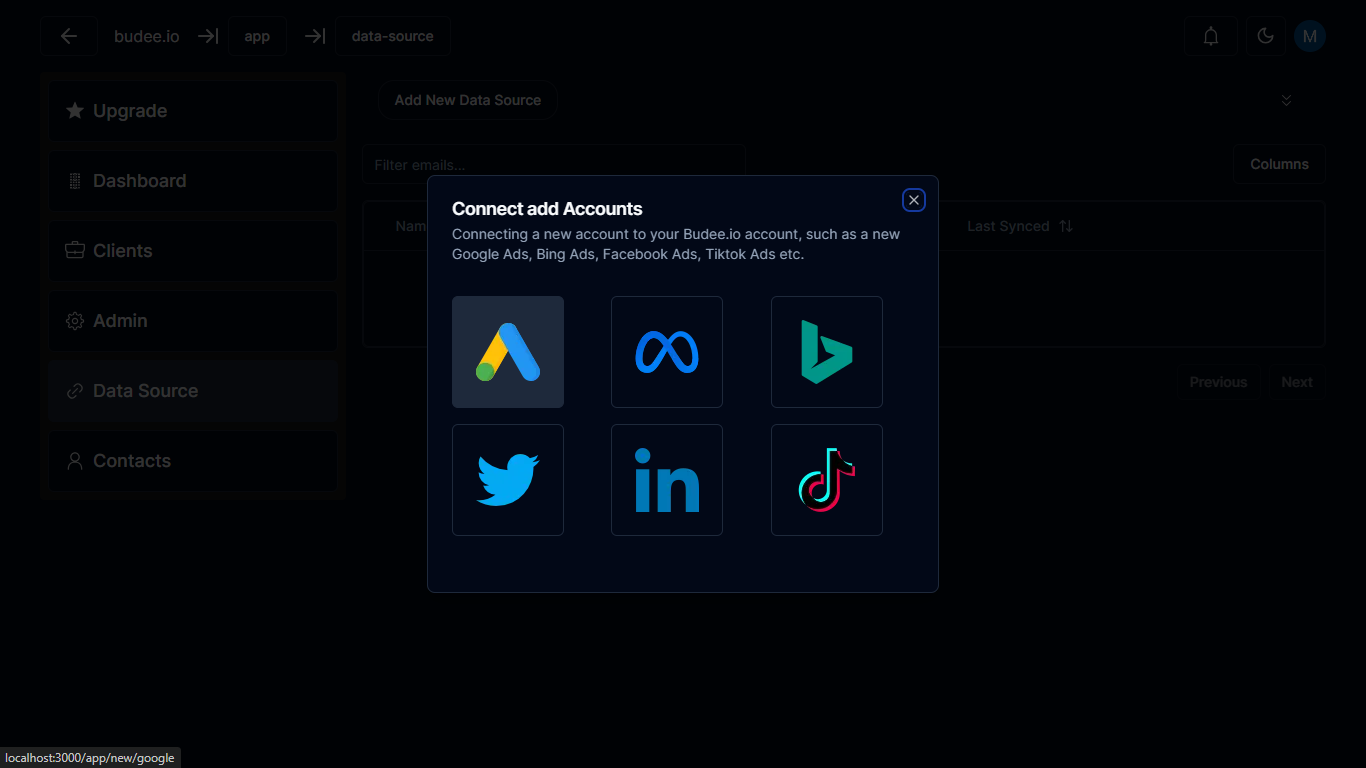 budee.io app data-source M
Upgrade
Dashboard
Clients
Admin
Data Source
Contacts
Add New Data Source
Filter emails...
Columns
Nam
Last Synced
Previous Next
Connect add Accounts
Connecting a new account to your Budee.io account, such as a new
Google Ads, Bing Ads, Facebook Ads, Tiktok Ads etc.
in
localhost:3000/app/new/google